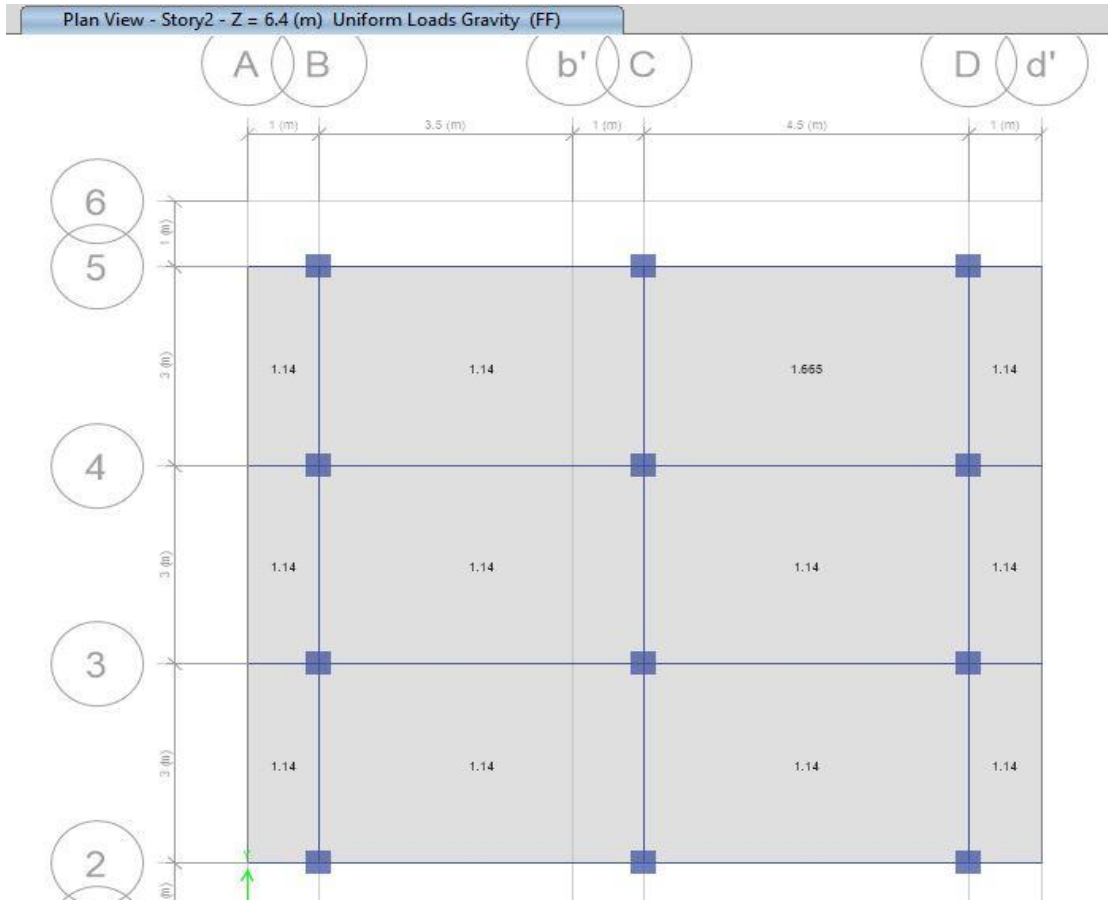 Plan View - Story2 - Z = 6.4 (m) Uniform Loads Gravity (FF)
A B b' C D d'
1 (m) 3.5 (m) 1 (m) 4.5 (m) 1 (m)
6
1 (m)
5
3 (m)
1.14 1.14 1.665 1.14
4
3 (m)
1.14 1.14 1.14 1.14
3
3 (m)
1.14 1.14 1.14 1.14
2
(m)